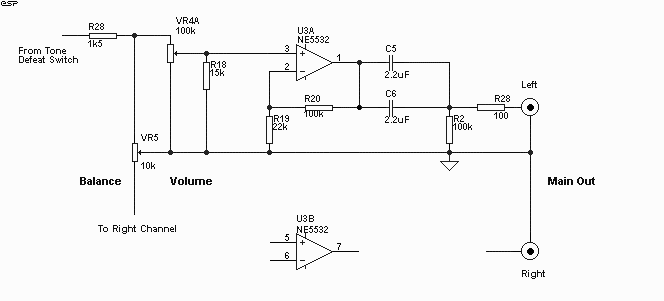 ESP
R28
1k5
From Tone
Defeat Switch
VR4A
100k
R18
15k
U3A
NE5532
3
2
1
+
−
C5
2.2uF
C6
2.2uF
R20
100k
R19
22k
R2
100k
R28
100
Left
VR5
10k
Balance
Volume
Main Out
To Right Channel
U3B
NE5532
5
6
7
+
−
Right